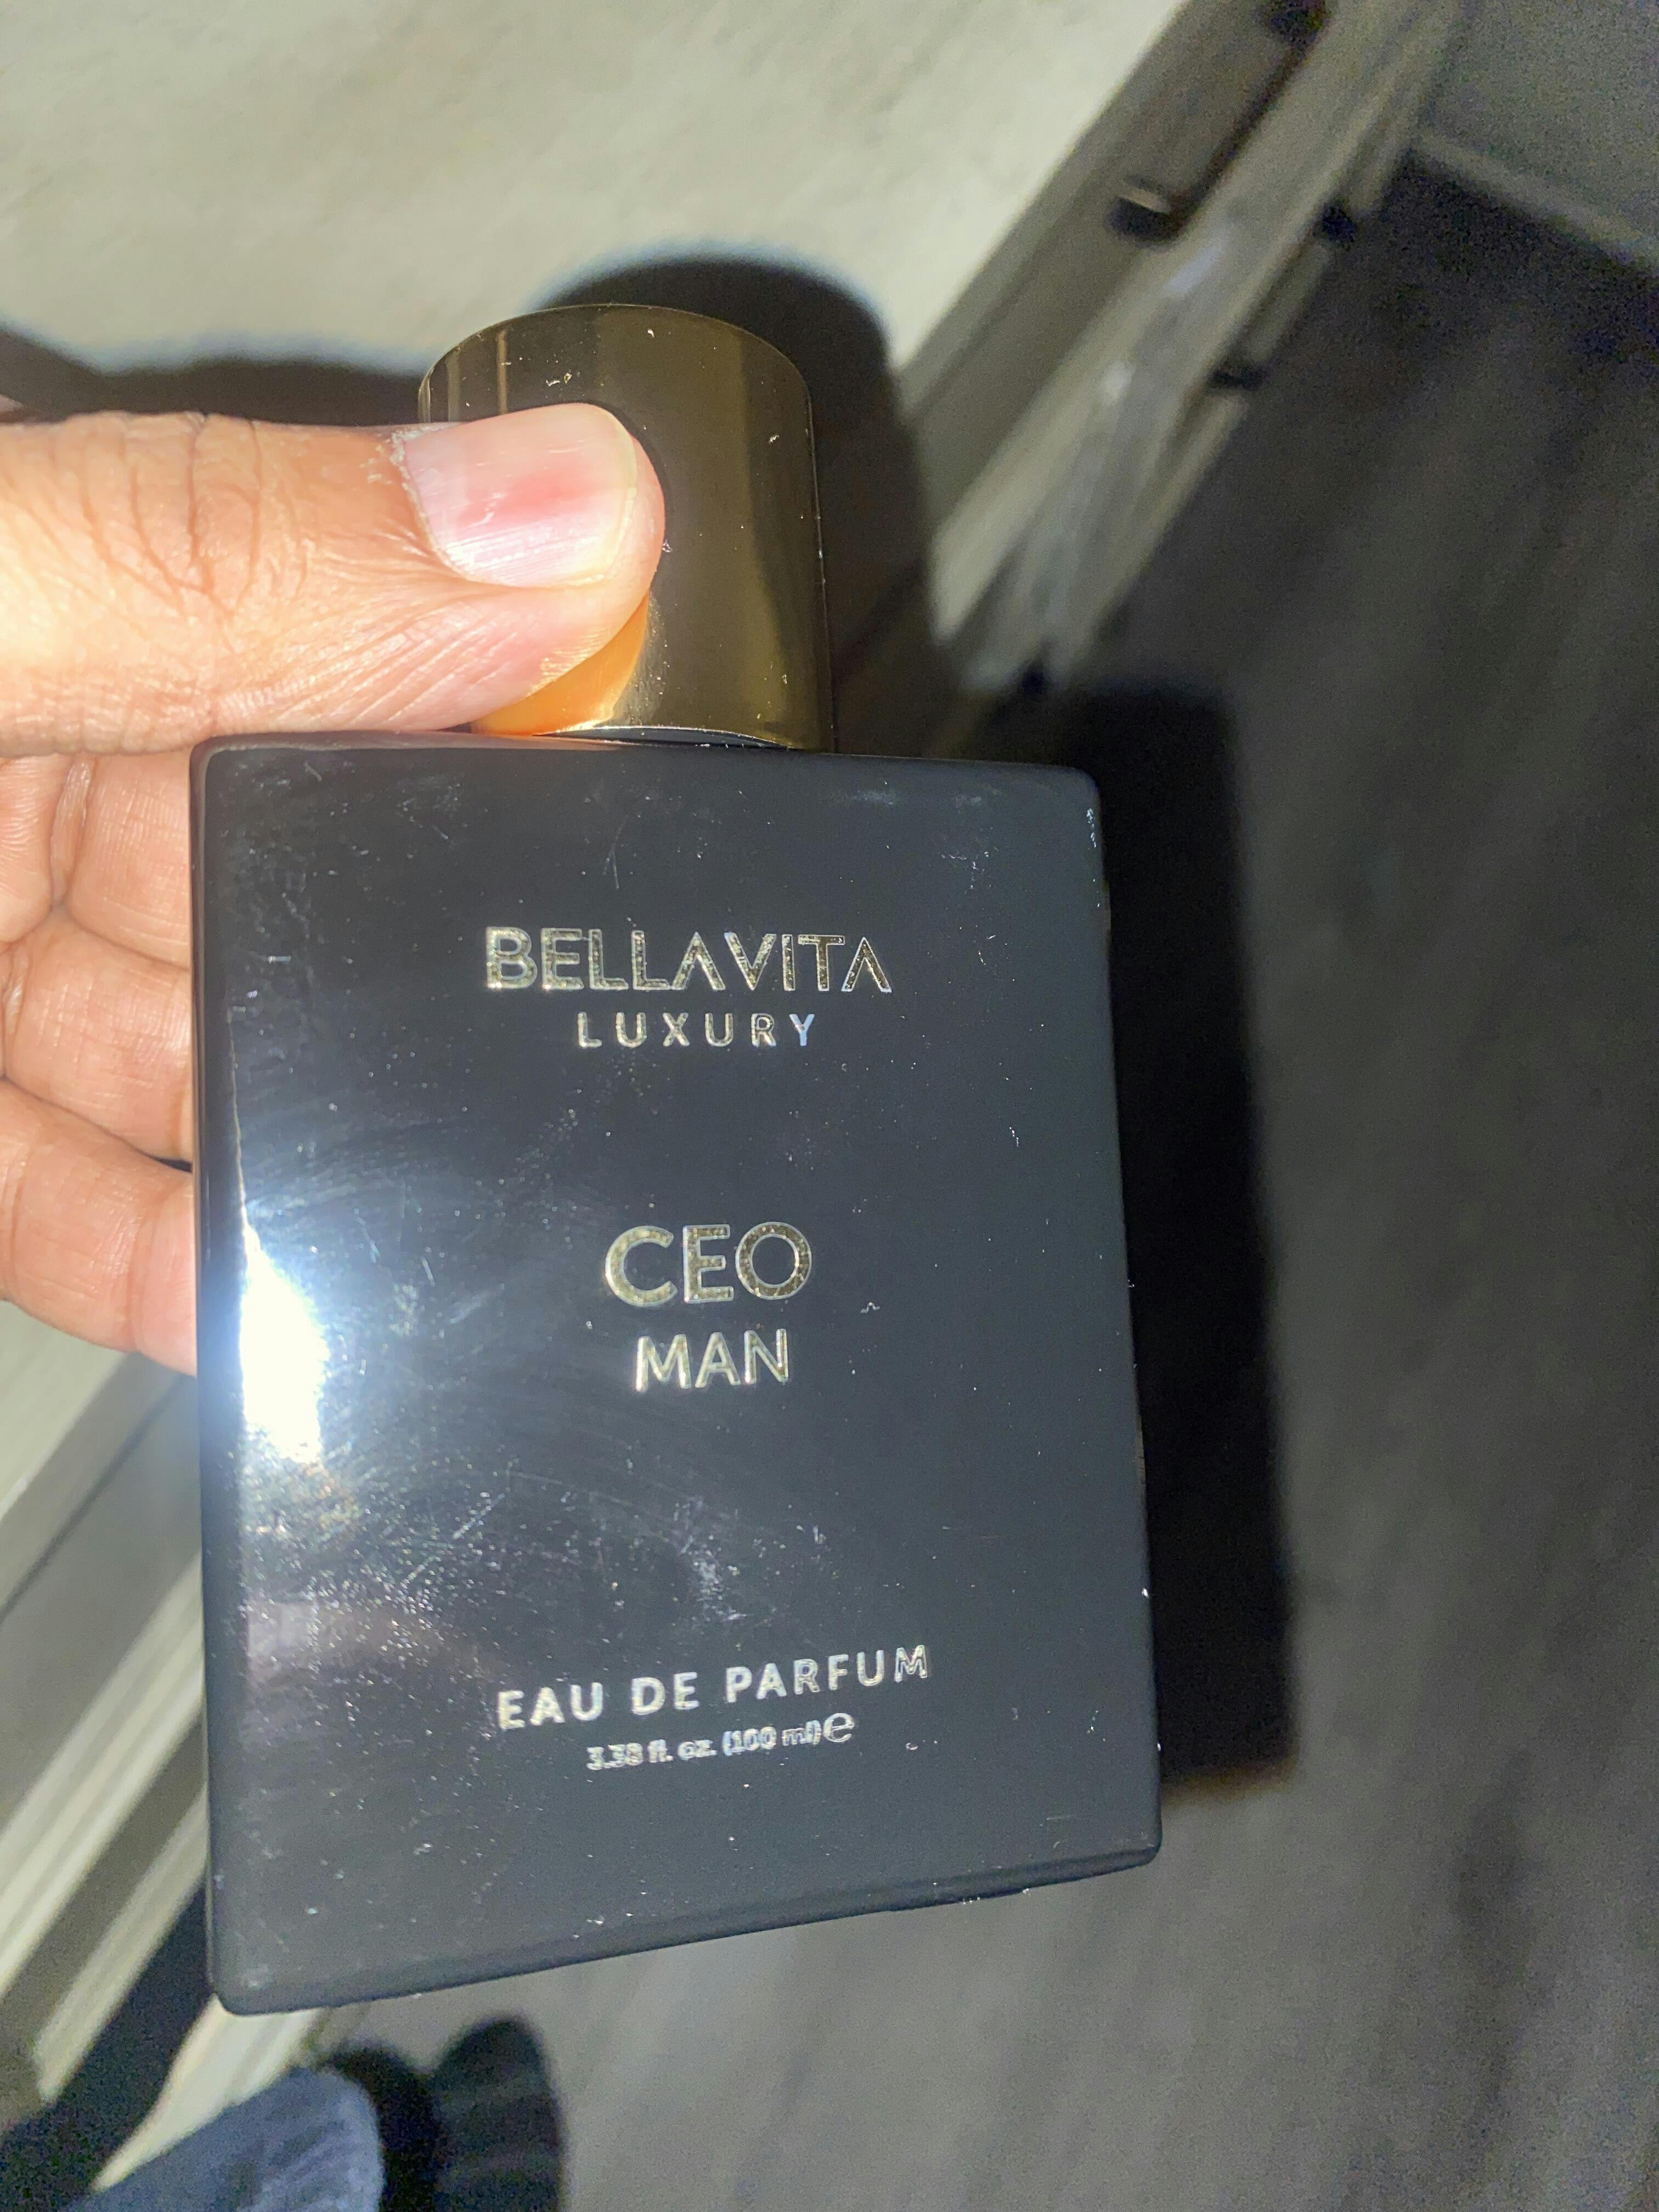 BELLAVITA
LUXURY
CEO
MAN
EAU DE PARFUM
3.38 fl. oz. (100 ml) ℮